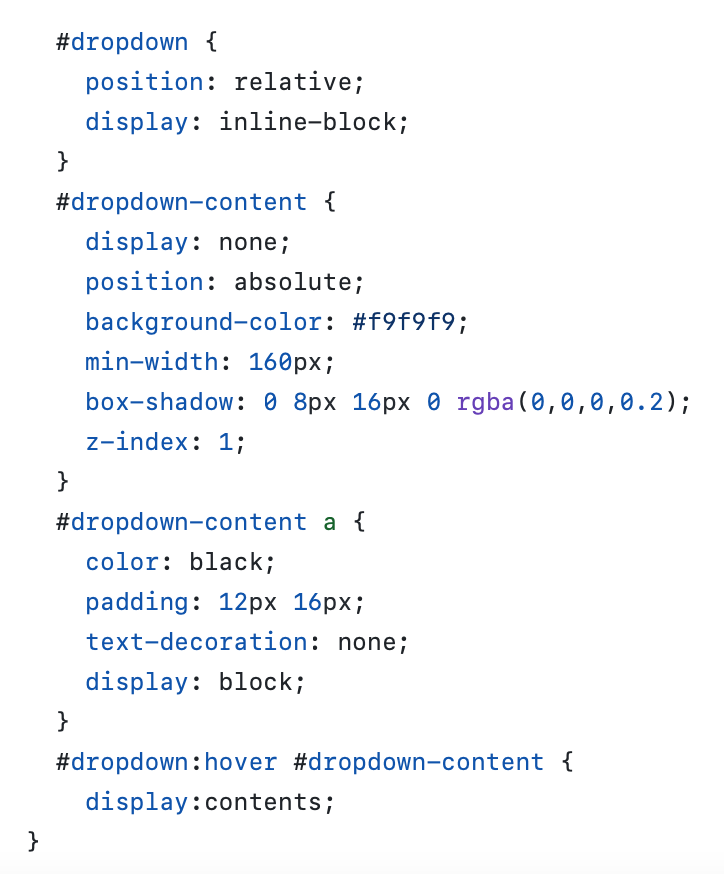 #dropdown {
position: relative;
display: inline-block;
}
#dropdown-content {
display: none;
position: absolute;
background-color: #f9f9f9;
min-width: 160px;
box-shadow: 0 8px 16px 0 rgba(0,0,0,0.2);
z-index: 1;
}
#dropdown-content a {
color: black;
padding: 12px 16px;
text-decoration: none;
display: block;
}
#dropdown:hover #dropdown-content {
display:contents;
}